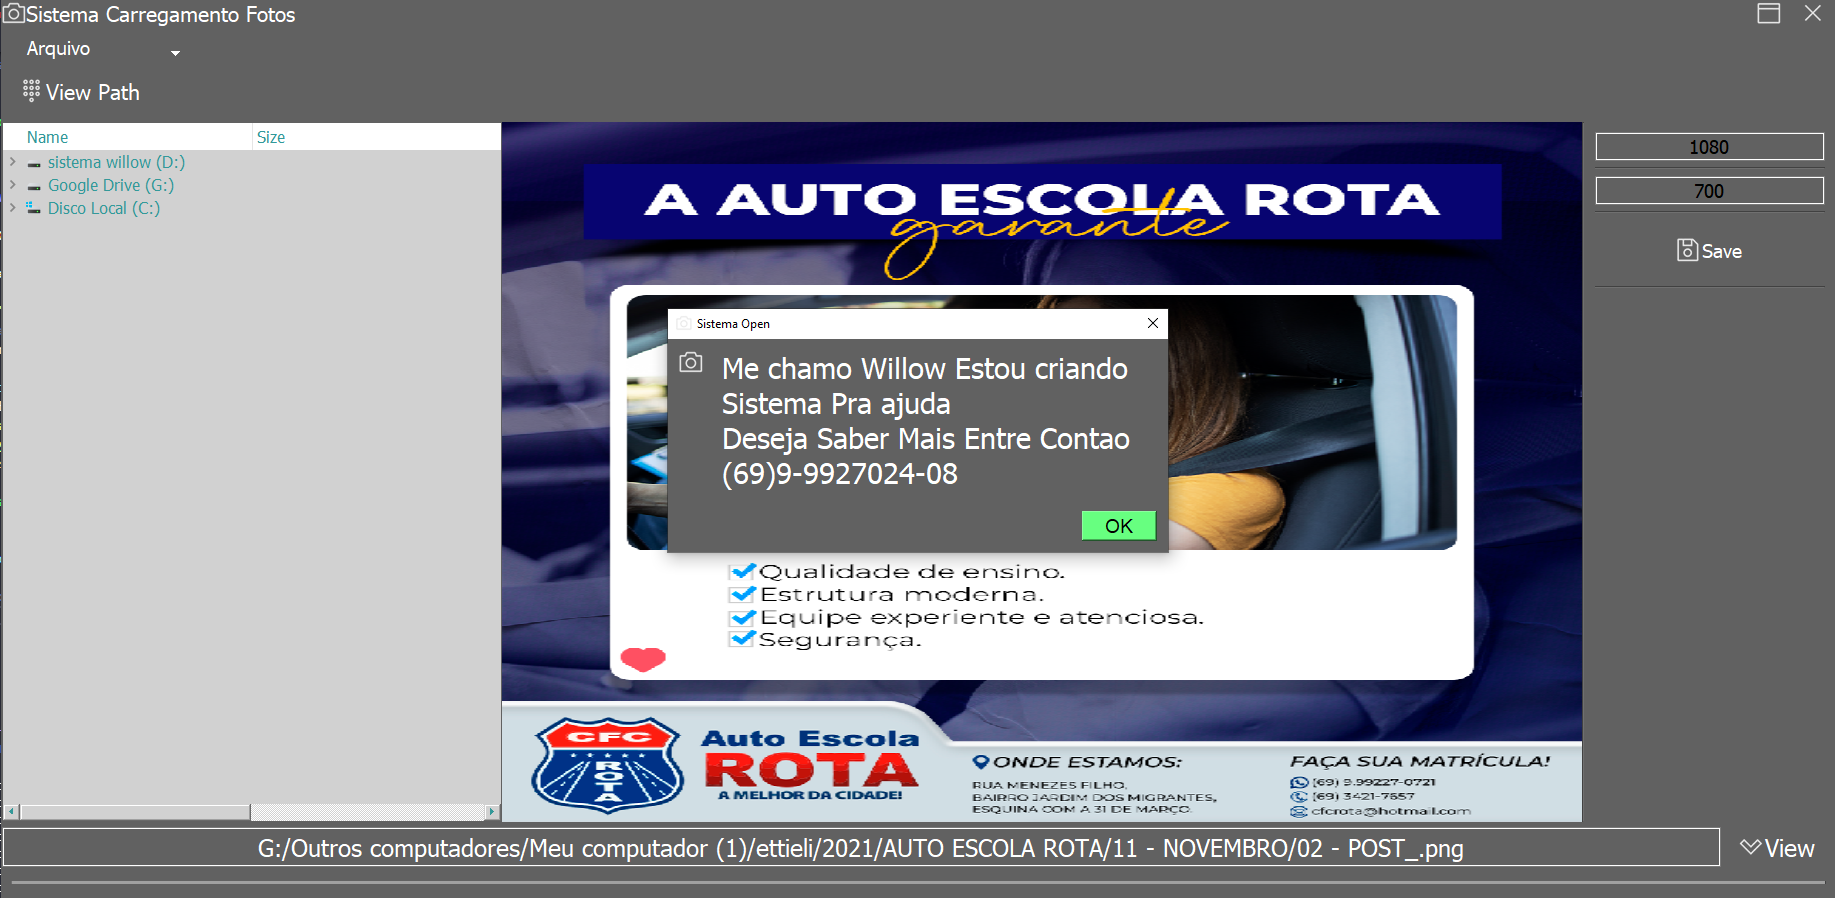 Sistema Carregamento Fotos
Arquivo
View Path
Name Size
sistema willow (D:)
Google Drive (G:)
Disco Local (C:)
A AUTO ESCOLA ROTA
garante
Sistema Open
Me chamo Willow Estou criando
Sistema Pra ajuda
Deseja Saber Mais Entre Contao
(69)9-9927024-08
OK
Qualidade de ensino.
Estrutura moderna.
Equipe experiente e atenciosa.
Segurança.
CFC
ROTA
Auto Escola
ROTA
A MELHOR DA CIDADE!
ONDE ESTAMOS:
RUA MENEZES FILHO,
BAIRRO JARDIM DOS MIGRANTES,
ESQUINA COM A 31 DE MARÇO.
FAÇA SUA MATRÍCULA!
(69) 9.99227-0721
(69) 3421-7657
cfcrota@hotmail.com
1080
700
Save
G:/Outros computadores/Meu computador (1)/ettieli/2021/AUTO ESCOLA ROTA/11 - NOVEMBRO/02 - POST_.png
View